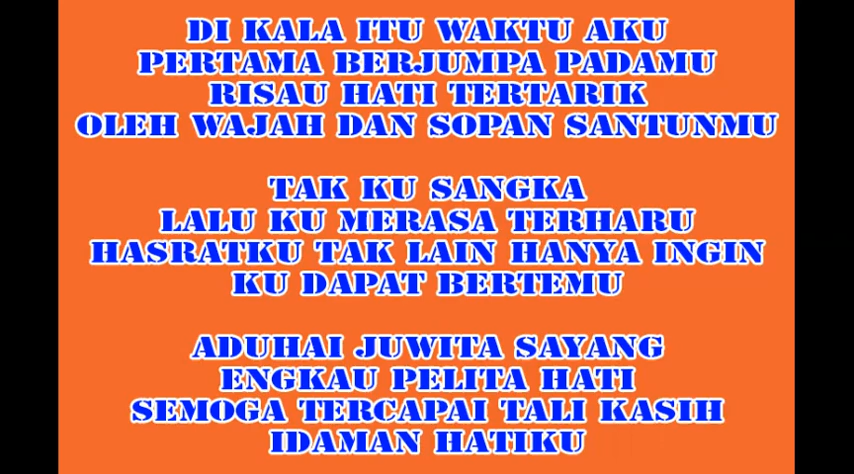 DI KALA ITU WAKTU AKU
PERTAMA BERJUMPA PADAMU
RISAU HATI TERTARIK
OLEH WAJAH DAN SOPAN SANTUNMU
TAK KU SANGKA
LALU KU MERASA TERHARU
HASRATKU TAK LAIN HANYA INGIN
KU DAPAT BERTEMU
ADUHAI JUWITA SAYANG
ENGKAU PELITA HATI
SEMOGA TERCAPAI TALI KASIH
IDAMAN HATIKU